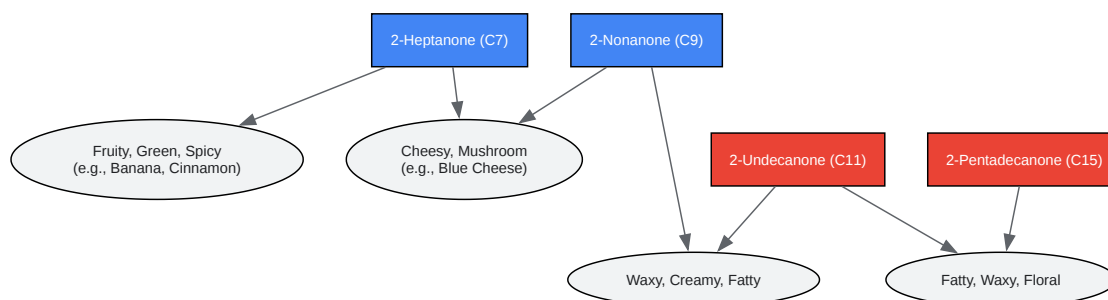 2-Heptanone (C7)
2-Nonanone (C9)
Fruity, Green, Spicy
(e.g., Banana, Cinnamon)
Cheesy, Mushroom
(e.g., Blue Cheese)
2-Undecanone (C11)
2-Pentadecanone (C15)
Waxy, Creamy, Fatty
Fatty, Waxy, Floral